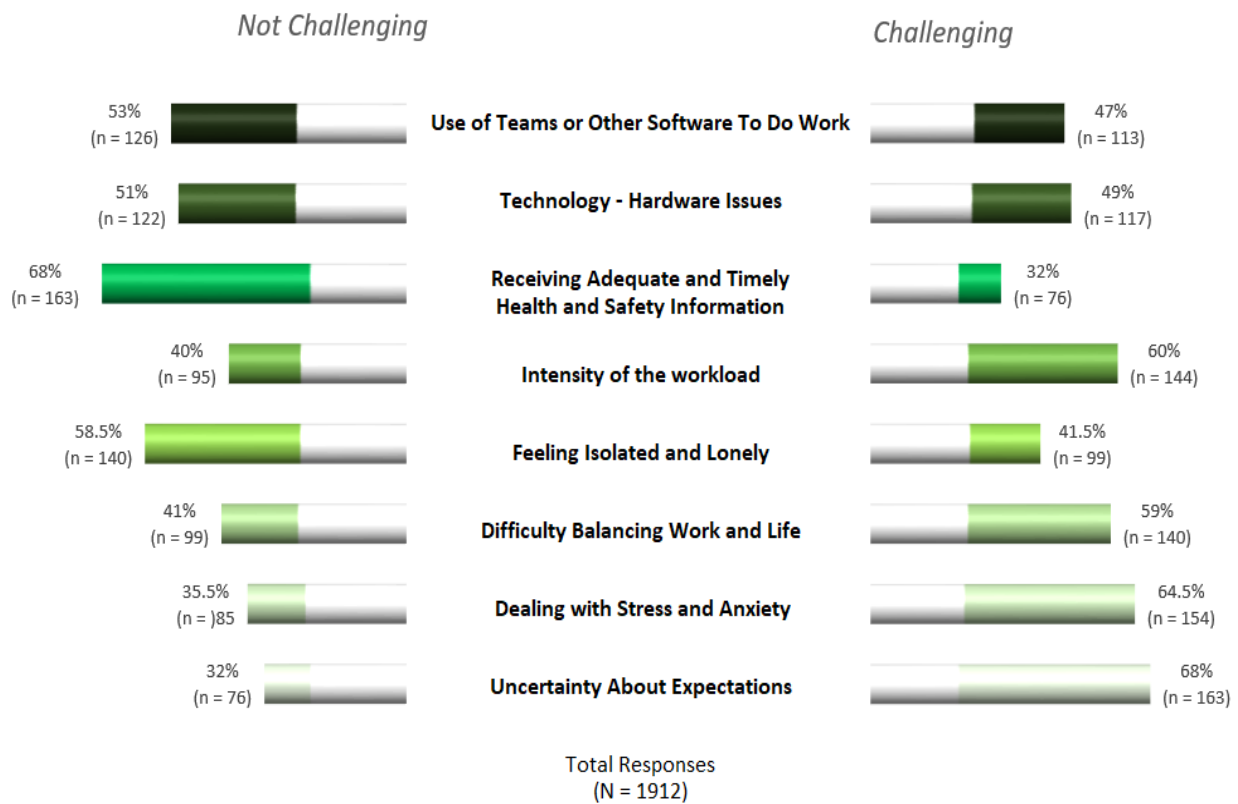 Not Challenging
Challenging
53%
(n = 126)
Use of Teams or Other Software To Do Work
47%
(n = 113)
51%
(n = 122)
Technology - Hardware Issues
49%
(n = 117)
68%
(n = 163)
Receiving Adequate and Timely
Health and Safety Information
32%
(n = 76)
40%
(n = 95)
Intensity of the workload
60%
(n = 144)
58.5%
(n = 140)
Feeling Isolated and Lonely
41.5%
(n = 99)
41%
(n = 99)
Difficulty Balancing Work and Life
59%
(n = 140)
35.5%
(n = )85
Dealing with Stress and Anxiety
64.5%
(n = 154)
32%
(n = 76)
Uncertainty About Expectations
68%
(n = 163)
Total Responses
(N = 1912)